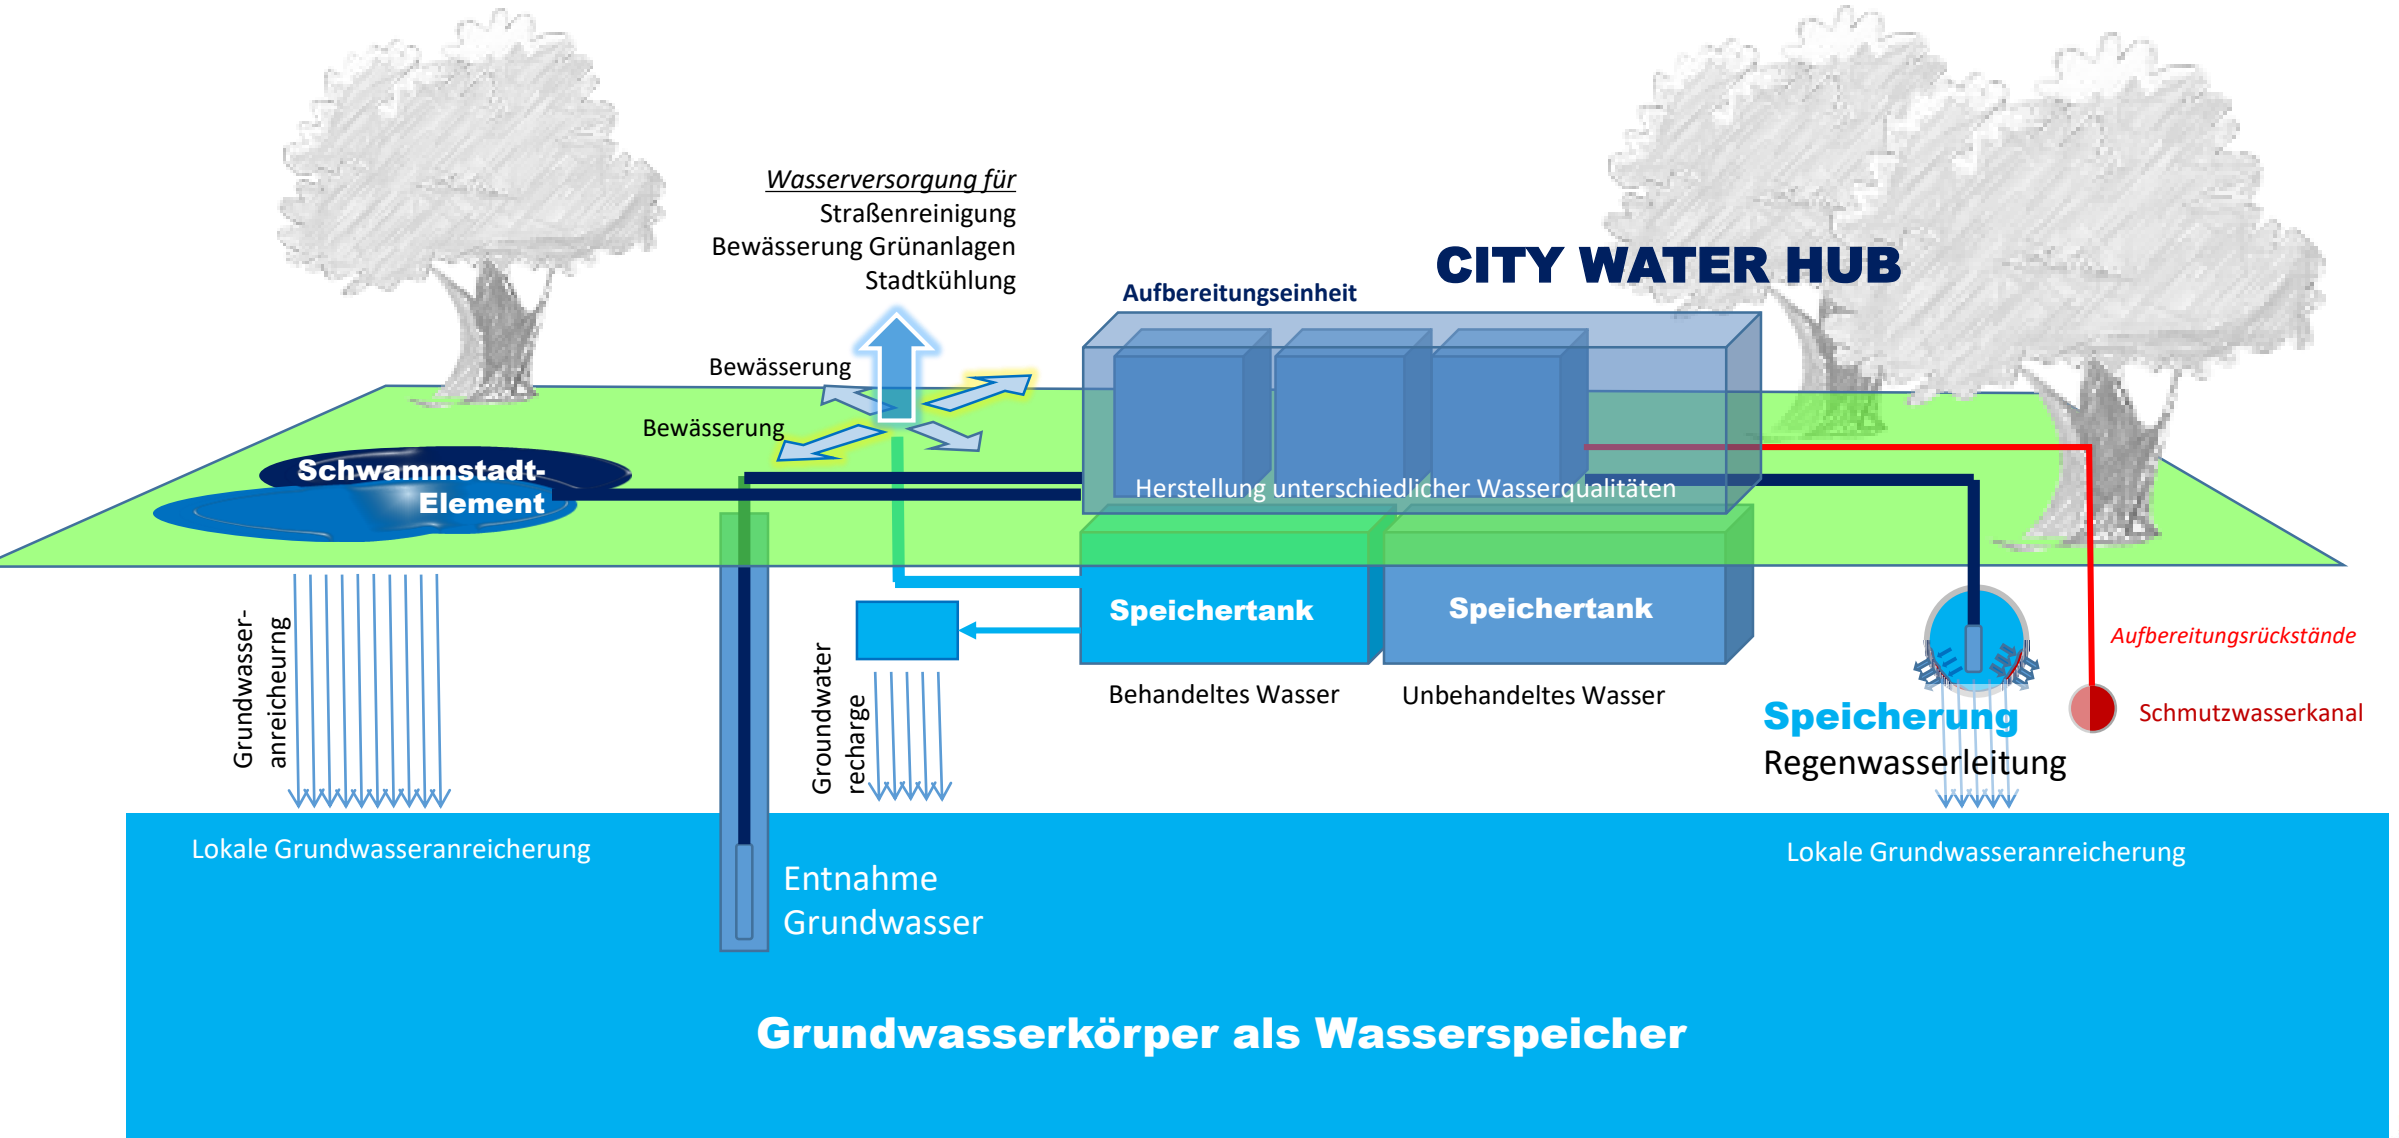 Wasserversorgung für
Straßenreinigung
Bewässerung Grünanlagen
Stadtkühlung
CITY WATER HUB
Aufbereitungseinheit
Bewässerung
Bewässerung
Schwammstadt-
Element
Herstellung unterschiedlicher Wasserqualitäten
Speichertank
Speichertank
Behandeltes Wasser
Unbehandeltes Wasser
Grundwasser-
anreicheurng
Groundwater
recharge
Aufbereitungsrückstände
Speicherung
Regenwasserleitung
Schmutzwasserkanal
Lokale Grundwasseranreicherung
Entnahme
Grundwasser
Lokale Grundwasseranreicherung
Grundwasserkörper als Wasserspeicher